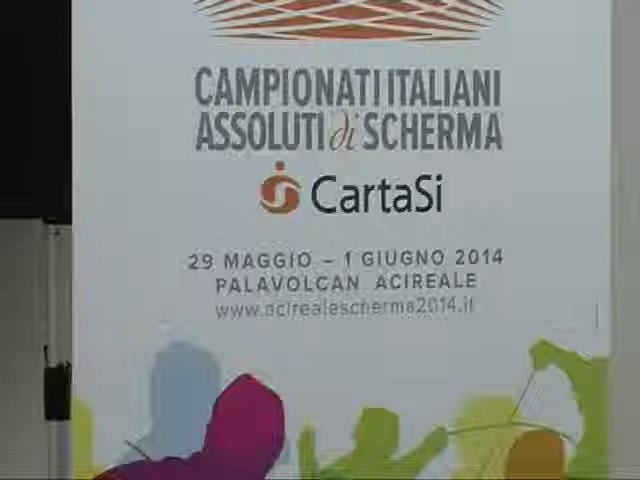 CAMPIONATI ITALIANI
ASSOLUTI di SCHERMA
CartaSi
29 MAGGIO – 1 GIUGNO 2014
PALAVOLCAN ACIREALE
www.acirealescherma2014.it